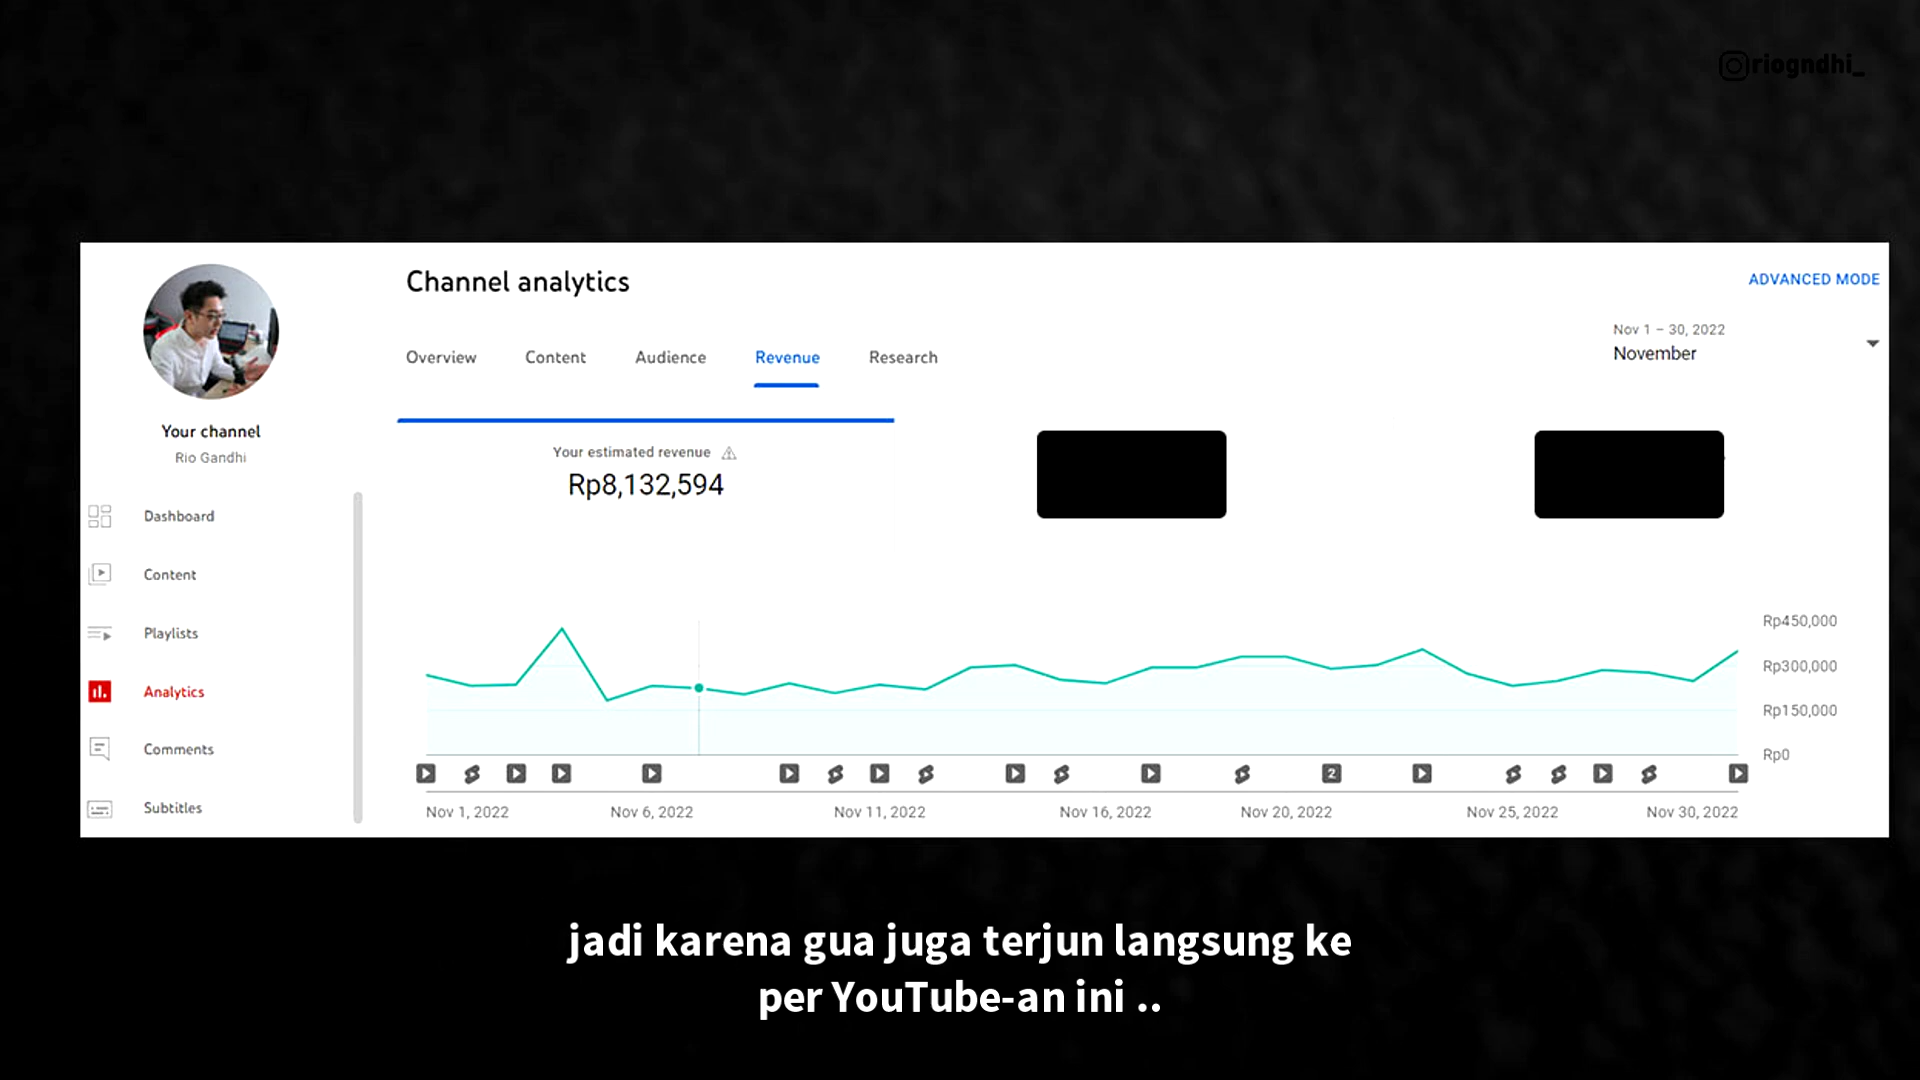 riogndhi_
Channel analytics
ADVANCED MODE
Nov 1 – 30, 2022
November
Overview
Content
Audience
Revenue
Research
Your channel
Rio Gandhi
Your estimated revenue
Rp8,132,594
Dashboard
Content
Playlists
Analytics
Comments
Subtitles
Rp450,000
Rp300,000
Rp150,000
Rp0
2
Nov 1, 2022
Nov 6, 2022
Nov 11, 2022
Nov 16, 2022
Nov 20, 2022
Nov 25, 2022
Nov 30, 2022
jadi karena gua juga terjun langsung ke
per YouTube-an ini ..